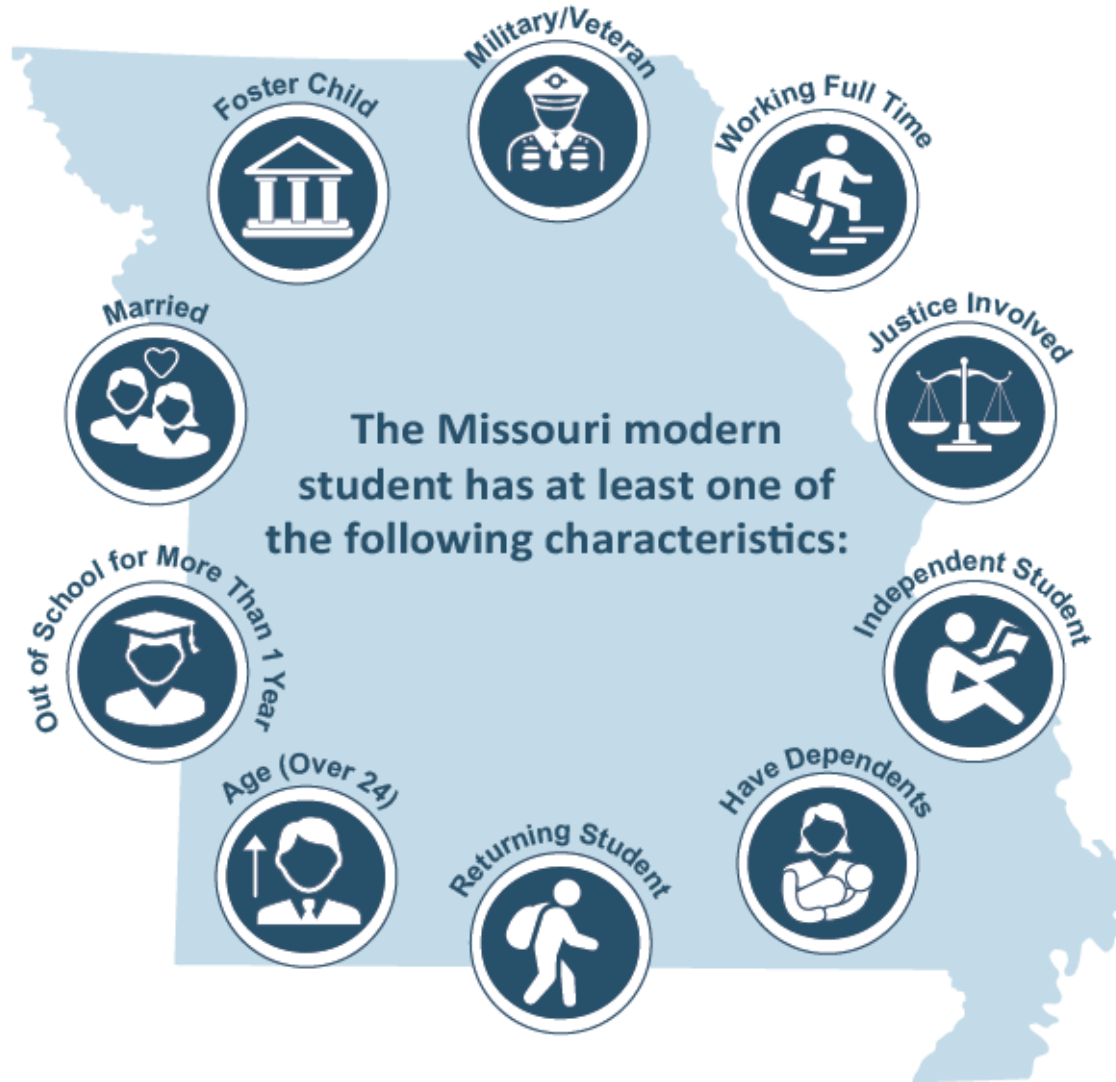 Military/Veteran
Working Full Time
Justice Involved
Independent Student
Have Dependents
Returning Student
Age (Over 24)
Out of School for More Than 1 Year
Married
Foster Child
The Missouri modern
student has at least one of
the following characteristics: